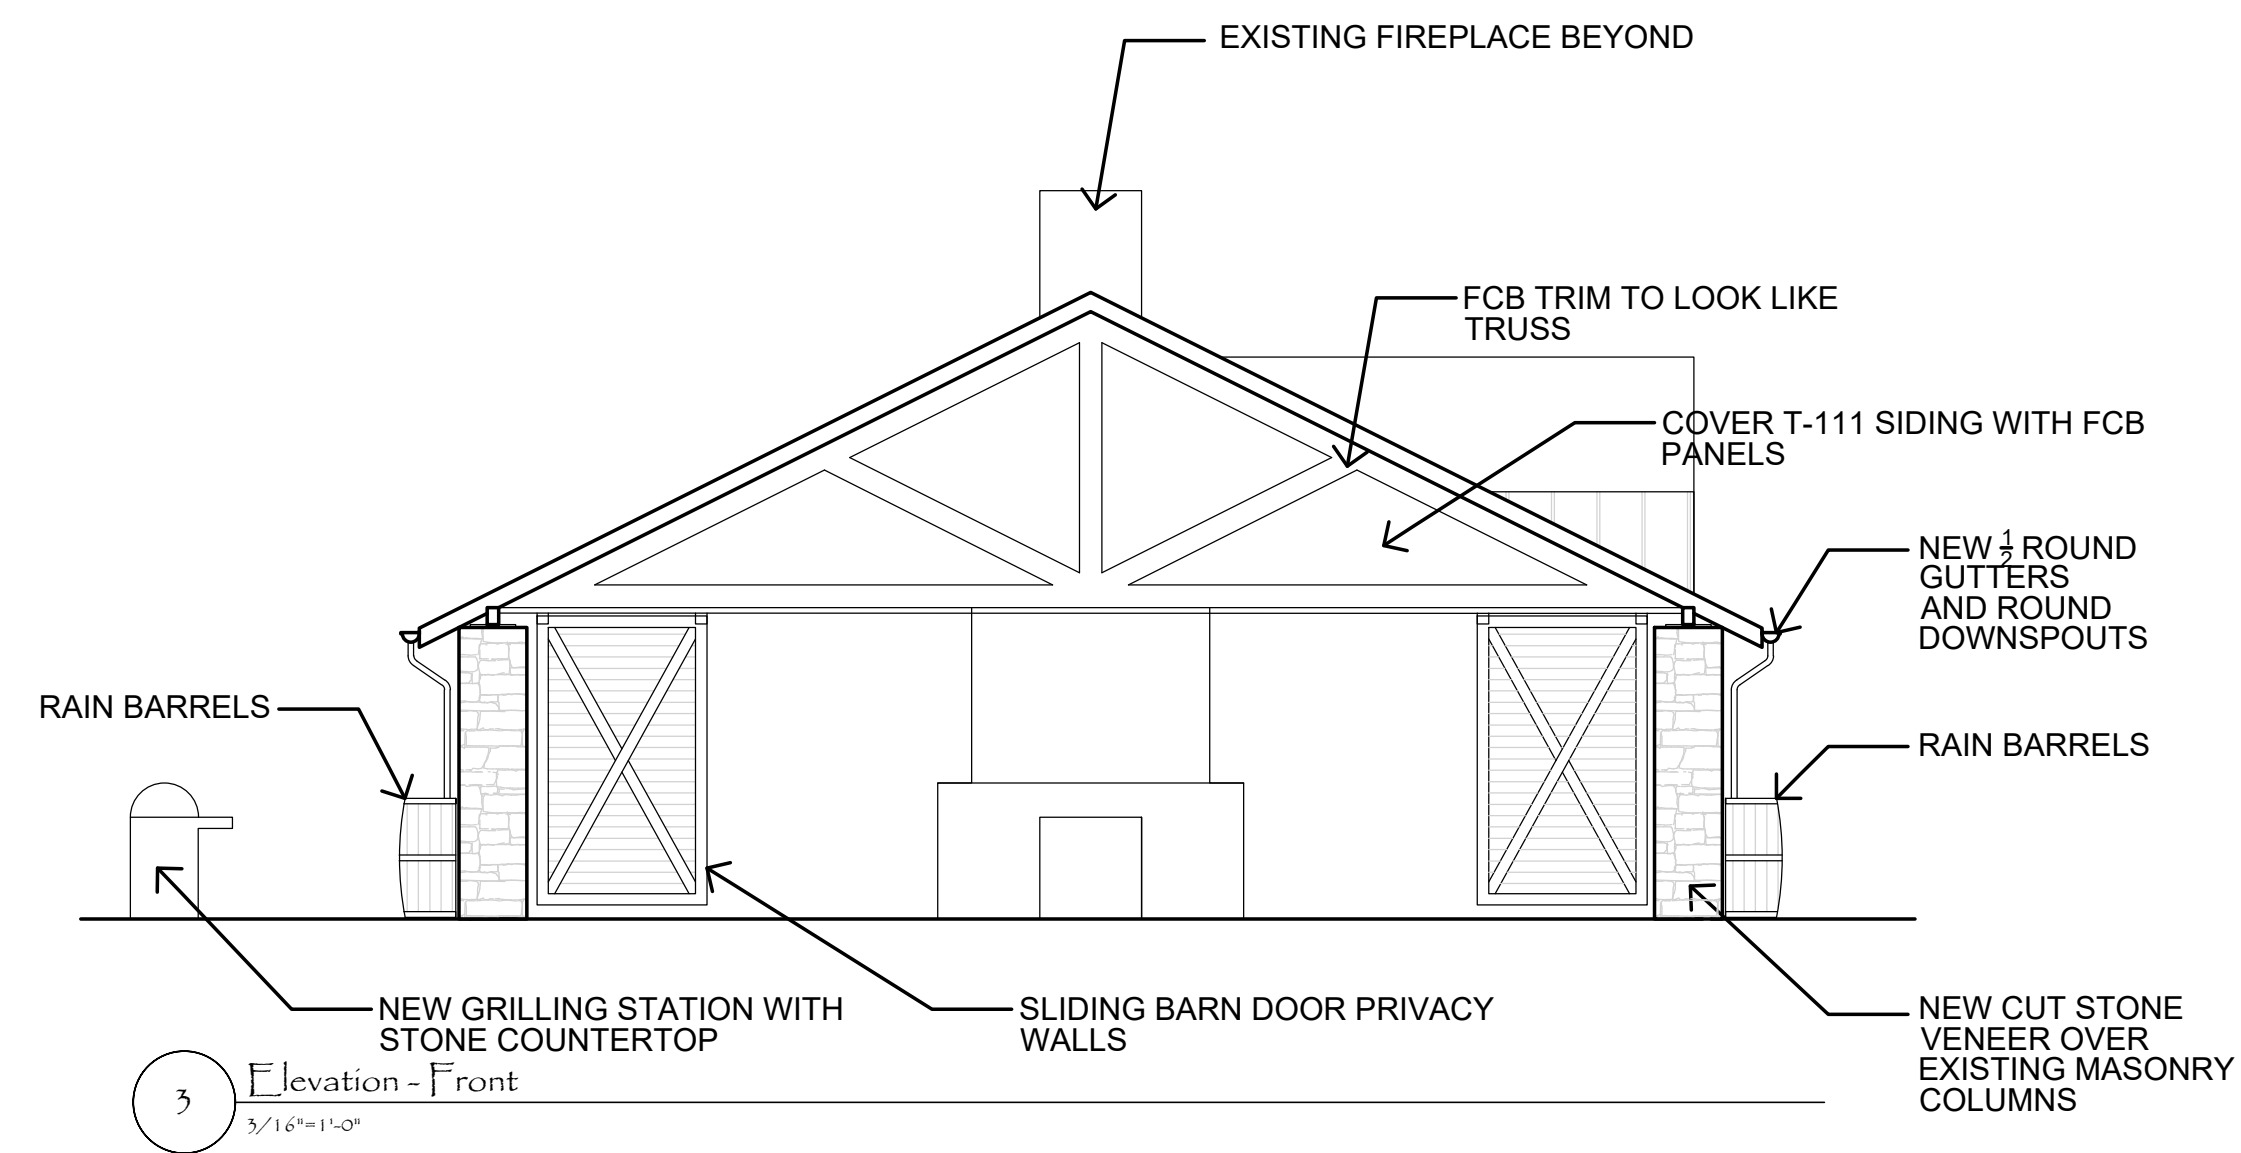 EXISTING FIREPLACE BEYOND
FCB TRIM TO LOOK LIKE
TRUSS
COVER T-111 SIDING WITH FCB
PANELS
NEW 1/2 ROUND
GUTTERS
AND ROUND
DOWNSPOUTS
RAIN BARRELS
RAIN BARRELS
NEW GRILLING STATION WITH
STONE COUNTERTOP
SLIDING BARN DOOR PRIVACY
WALLS
NEW CUT STONE
VENEER OVER
EXISTING MASONRY
COLUMNS
3
Elevation - Front
3/16"=1'-0"